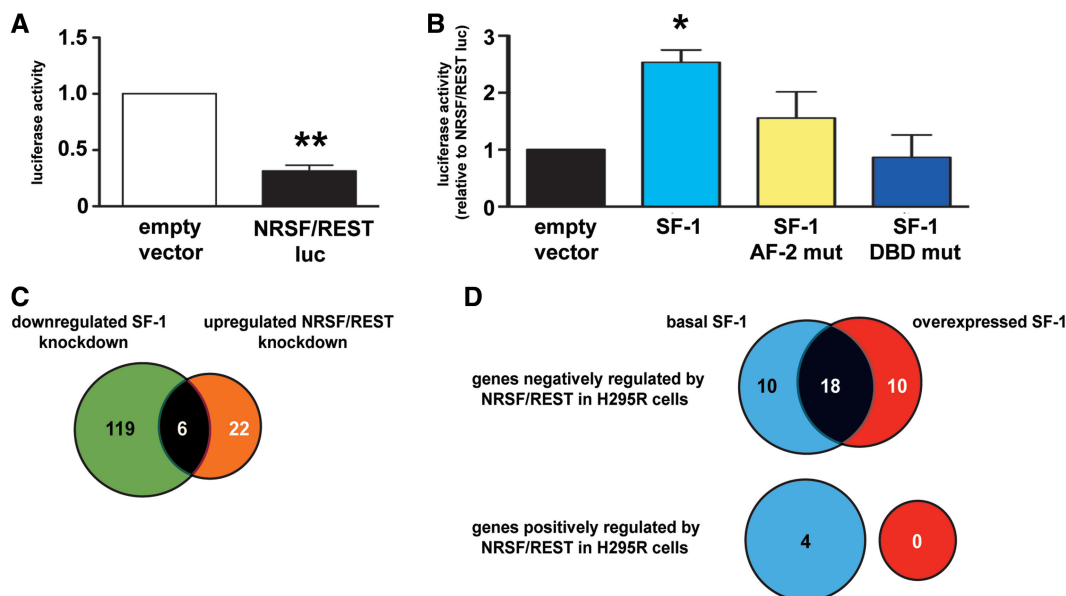 A
1.5
1.0
0.5
0
luciferase activity
**
empty
vector
NRSF/REST
luc
B
3
2
1
0
luciferase activity
(relative to NRSF/REST luc)
*
empty
vector
SF-1
SF-1
AF-2 mut
SF-1
DBD mut
C
downregulated SF-1
knockdown
upregulated NRSF/REST
knockdown
119
6
22
D
basal SF-1
overexpressed SF-1
genes negatively regulated by
NRSF/REST in H295R cells
10
18
10
genes positively regulated by
NRSF/REST in H295R cells
4
0